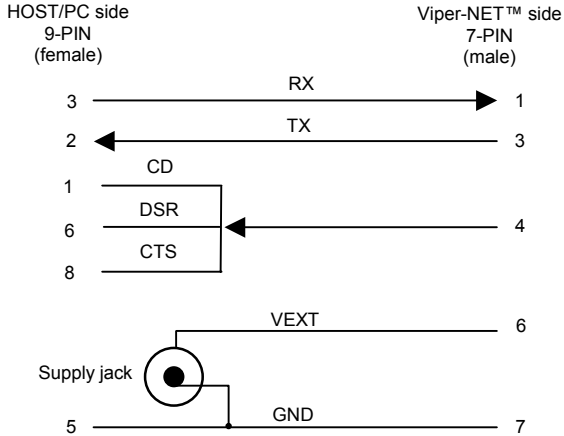 HOST/PC side
9-PIN
(female)
Viper-NET™ side
7-PIN
(male)
RX
3
1
TX
2
3
CD
1
DSR
6
4
CTS
8
VEXT
6
Supply jack
GND
5
7